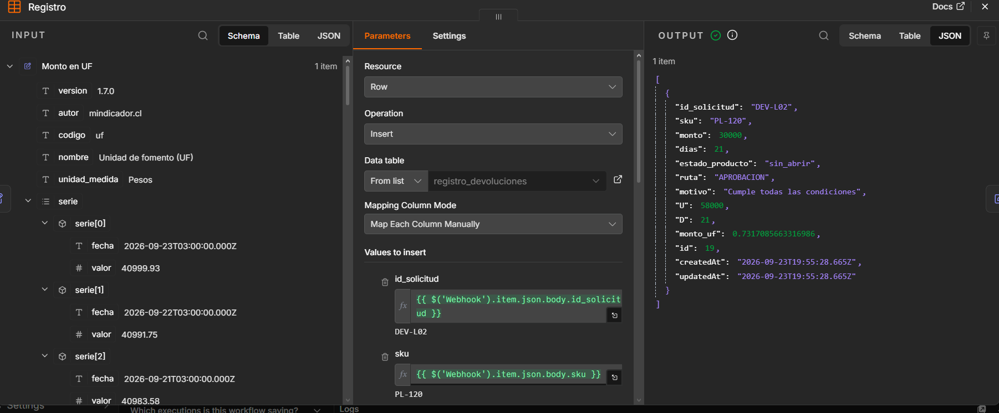 Registro
Docs
INPUT
Schema
Table
JSON
Monto en UF
1 item
version 1.7.0
autor mindicador.cl
codigo uf
nombre Unidad de fomento (UF)
unidad_medida Pesos
serie
serie[0]
fecha 2026-09-23T03:00:00.000Z
valor 40999.93
serie[1]
fecha 2026-09-22T03:00:00.000Z
valor 40991.75
serie[2]
fecha 2026-09-21T03:00:00.000Z
valor 40983.58
Parameters
Settings
Resource
Row
Operation
Insert
Data table
From list
registro_devoluciones
Mapping Column Mode
Map Each Column Manually
Values to insert
id_solicitud
fx
{{ $('Webhook').item.json.body.id_solicit
ud }}
DEV-L02
sku
fx
{{ $('Webhook').item.json.body.sku }}
PL-120
OUTPUT
Schema
Table
JSON
1 item
[
{
"id_solicitud": "DEV-L02",
"sku": "PL-120",
"monto": 30000,
"dias": 21,
"estado_producto": "sin_abrir",
"ruta": "APROBACION",
"motivo": "Cumple todas las condiciones",
"U": 58000,
"D": 21,
"monto_uf": 0.7317085663316986,
"id": 19,
"createdAt": "2026-09-23T19:55:28.665Z",
"updatedAt": "2026-09-23T19:55:28.665Z"
}
]
Settings
Which executions is this workflow saving?
Logs